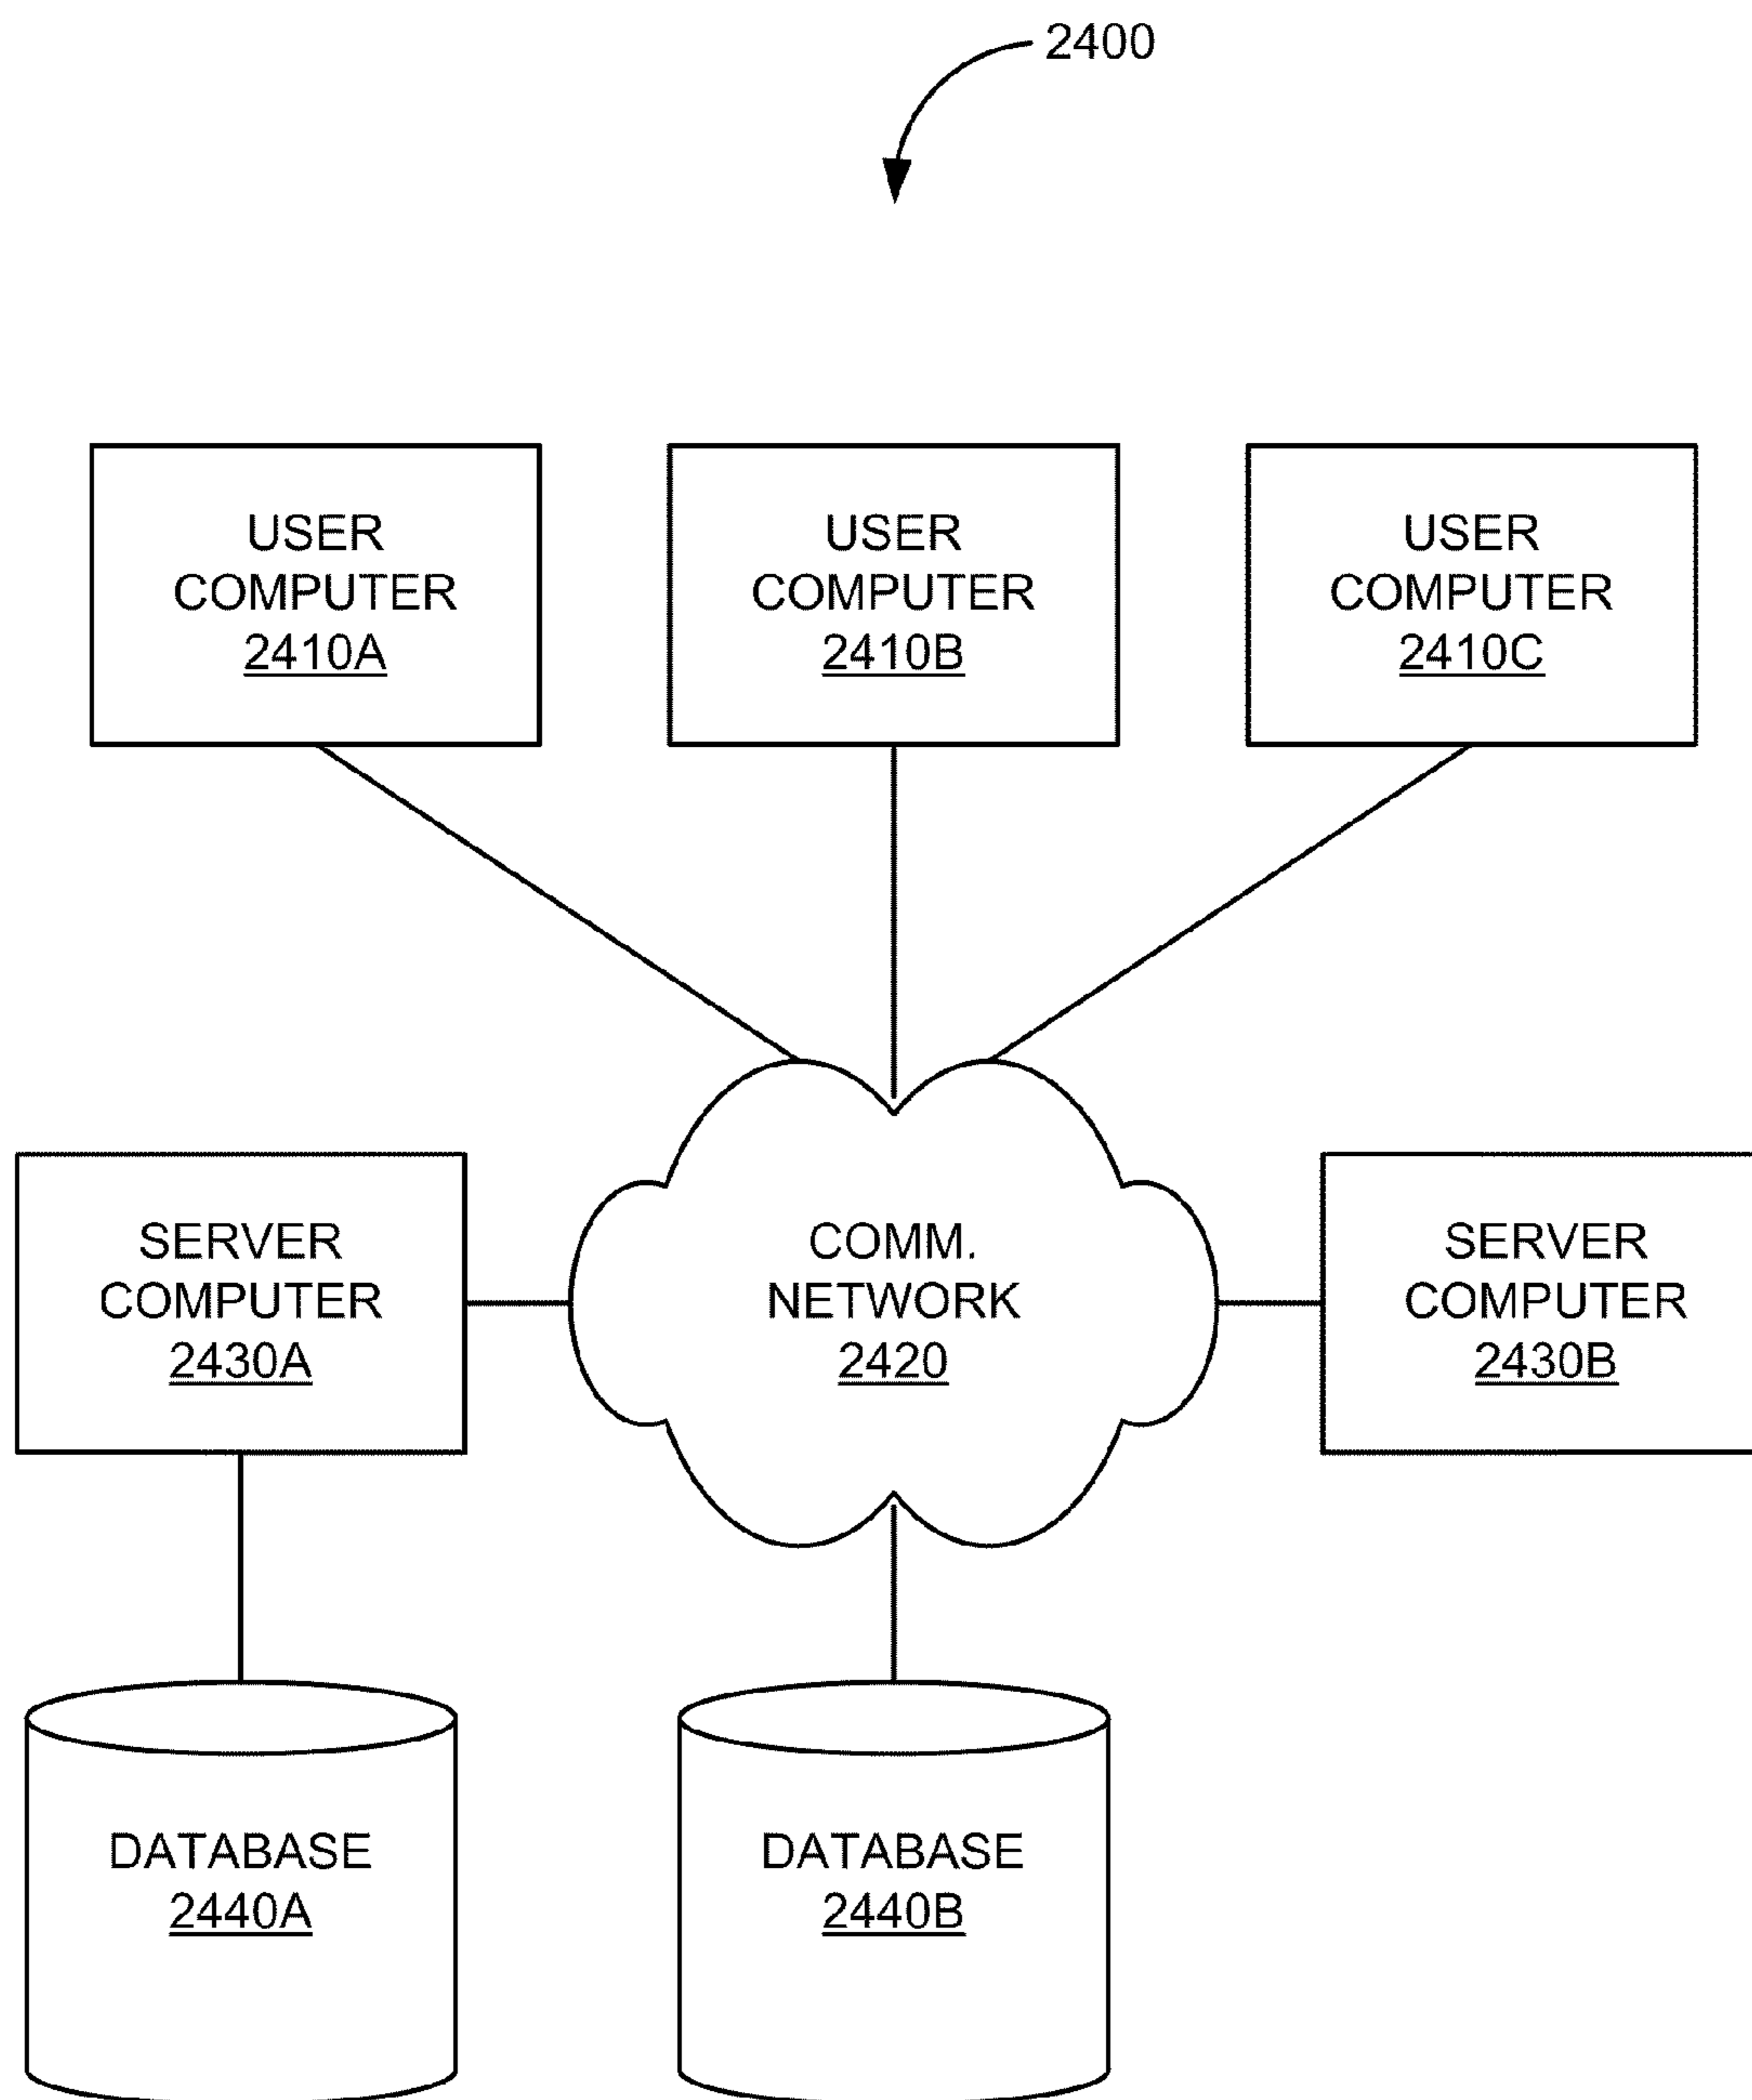 2400
USER
COMPUTER
2410A
USER
COMPUTER
2410B
USER
COMPUTER
2410C
SERVER
COMPUTER
2430A
COMM.
NETWORK
2420
SERVER
COMPUTER
2430B
DATABASE
2440A
DATABASE
2440B